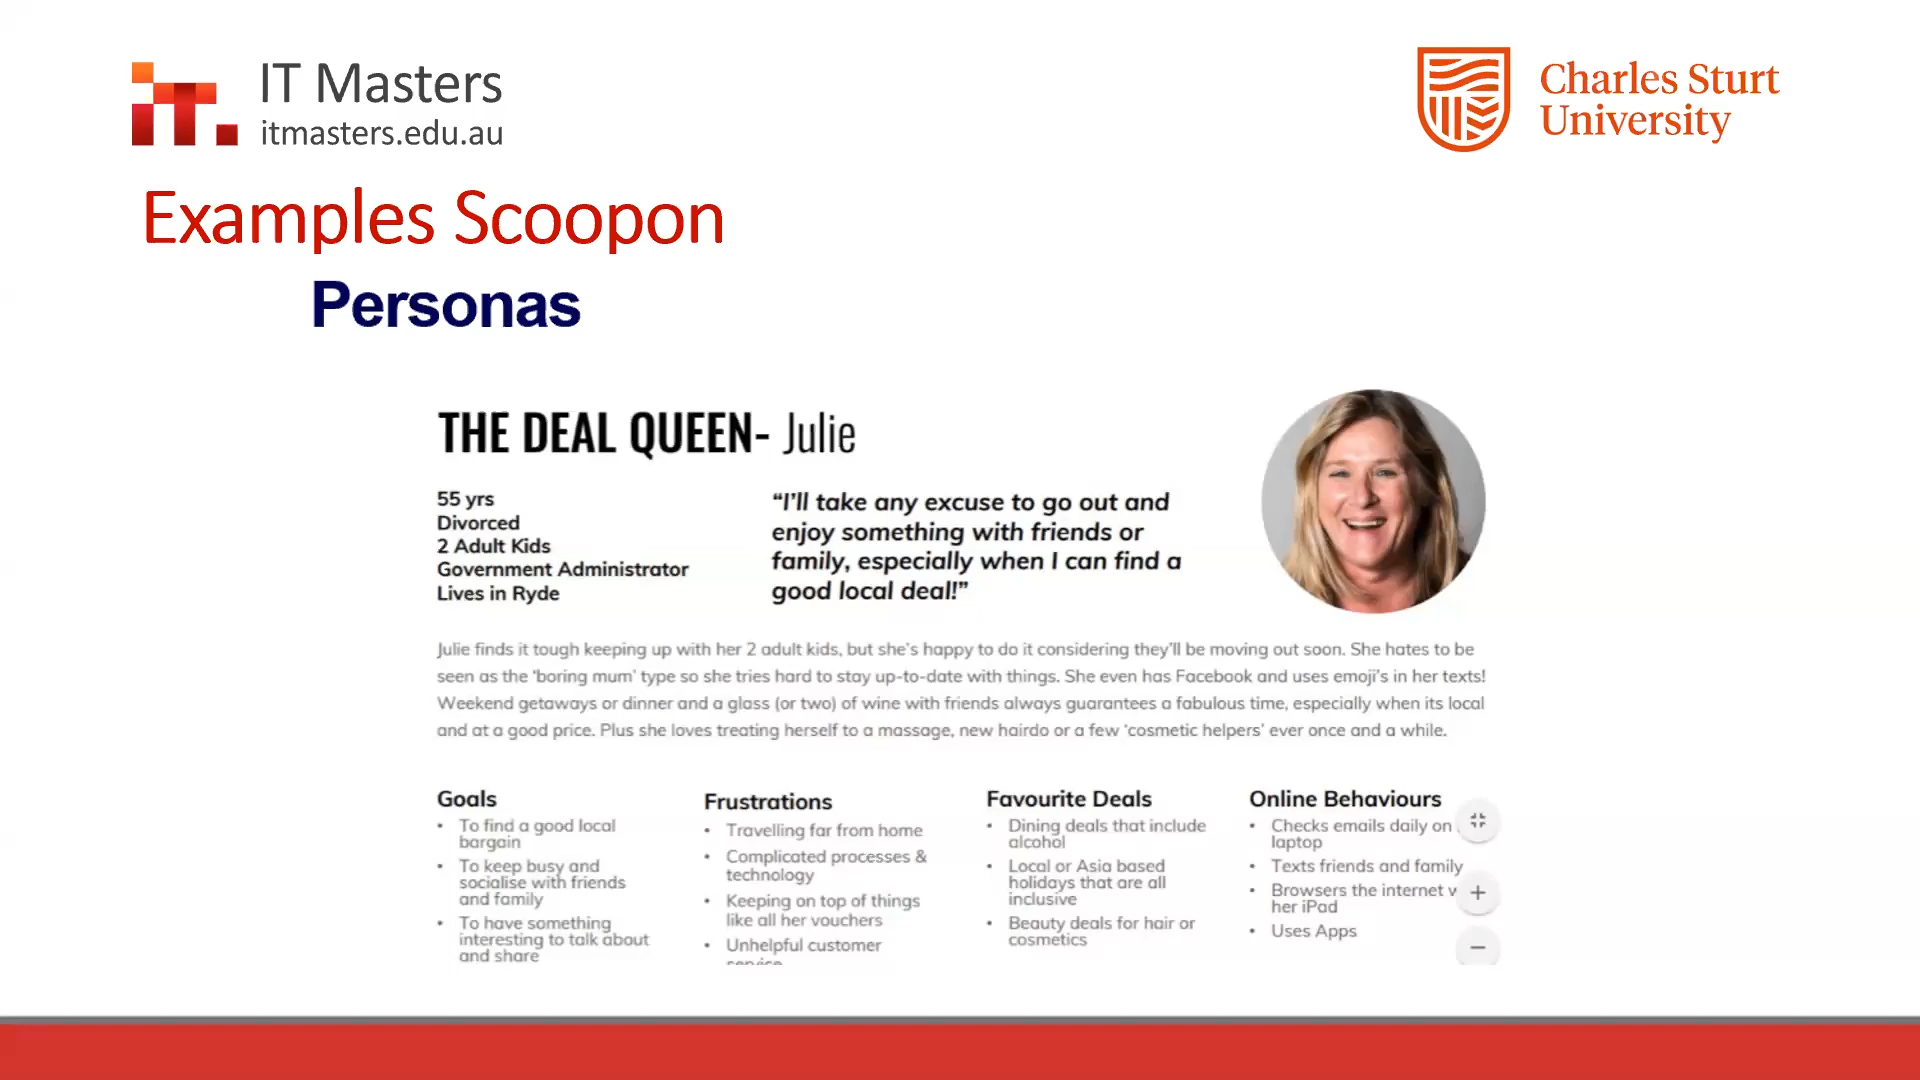 IT Masters
itmasters.edu.au
Charles Sturt
University
Examples Scoopon
Personas
THE DEAL QUEEN- Julie
55 yrs
Divorced
2 Adult Kids
Government Administrator
Lives in Ryde
“I’ll take any excuse to go out and
enjoy something with friends or
family, especially when I can find a
good local deal!”
Julie finds it tough keeping up with her 2 adult kids, but she’s happy to do it considering they’ll be moving out soon. She hates to be
seen as the ‘boring mum’ type so she tries hard to stay up-to-date with things. She even has Facebook and uses emoji’s in her texts!
Weekend getaways or dinner and a glass (or two) of wine with friends always guarantees a fabulous time, especially when its local
and at a good price. Plus she loves treating herself to a massage, new hairdo or a few ‘cosmetic helpers’ ever once and a while.
Goals
• To find a good local
bargain
• To keep busy and
socialise with friends
and family
• To have something
interesting to talk about
and share
Frustrations
• Travelling far from home
• Complicated processes &
technology
• Keeping on top of things
like all her vouchers
• Unhelpful customer
service
Favourite Deals
• Dining deals that include
alcohol
• Local or Asia based
holidays that are all
inclusive
• Beauty deals for hair or
cosmetics
Online Behaviours
• Checks emails daily on
laptop
• Texts friends and family
• Browsers the internet
her iPad
• Uses Apps